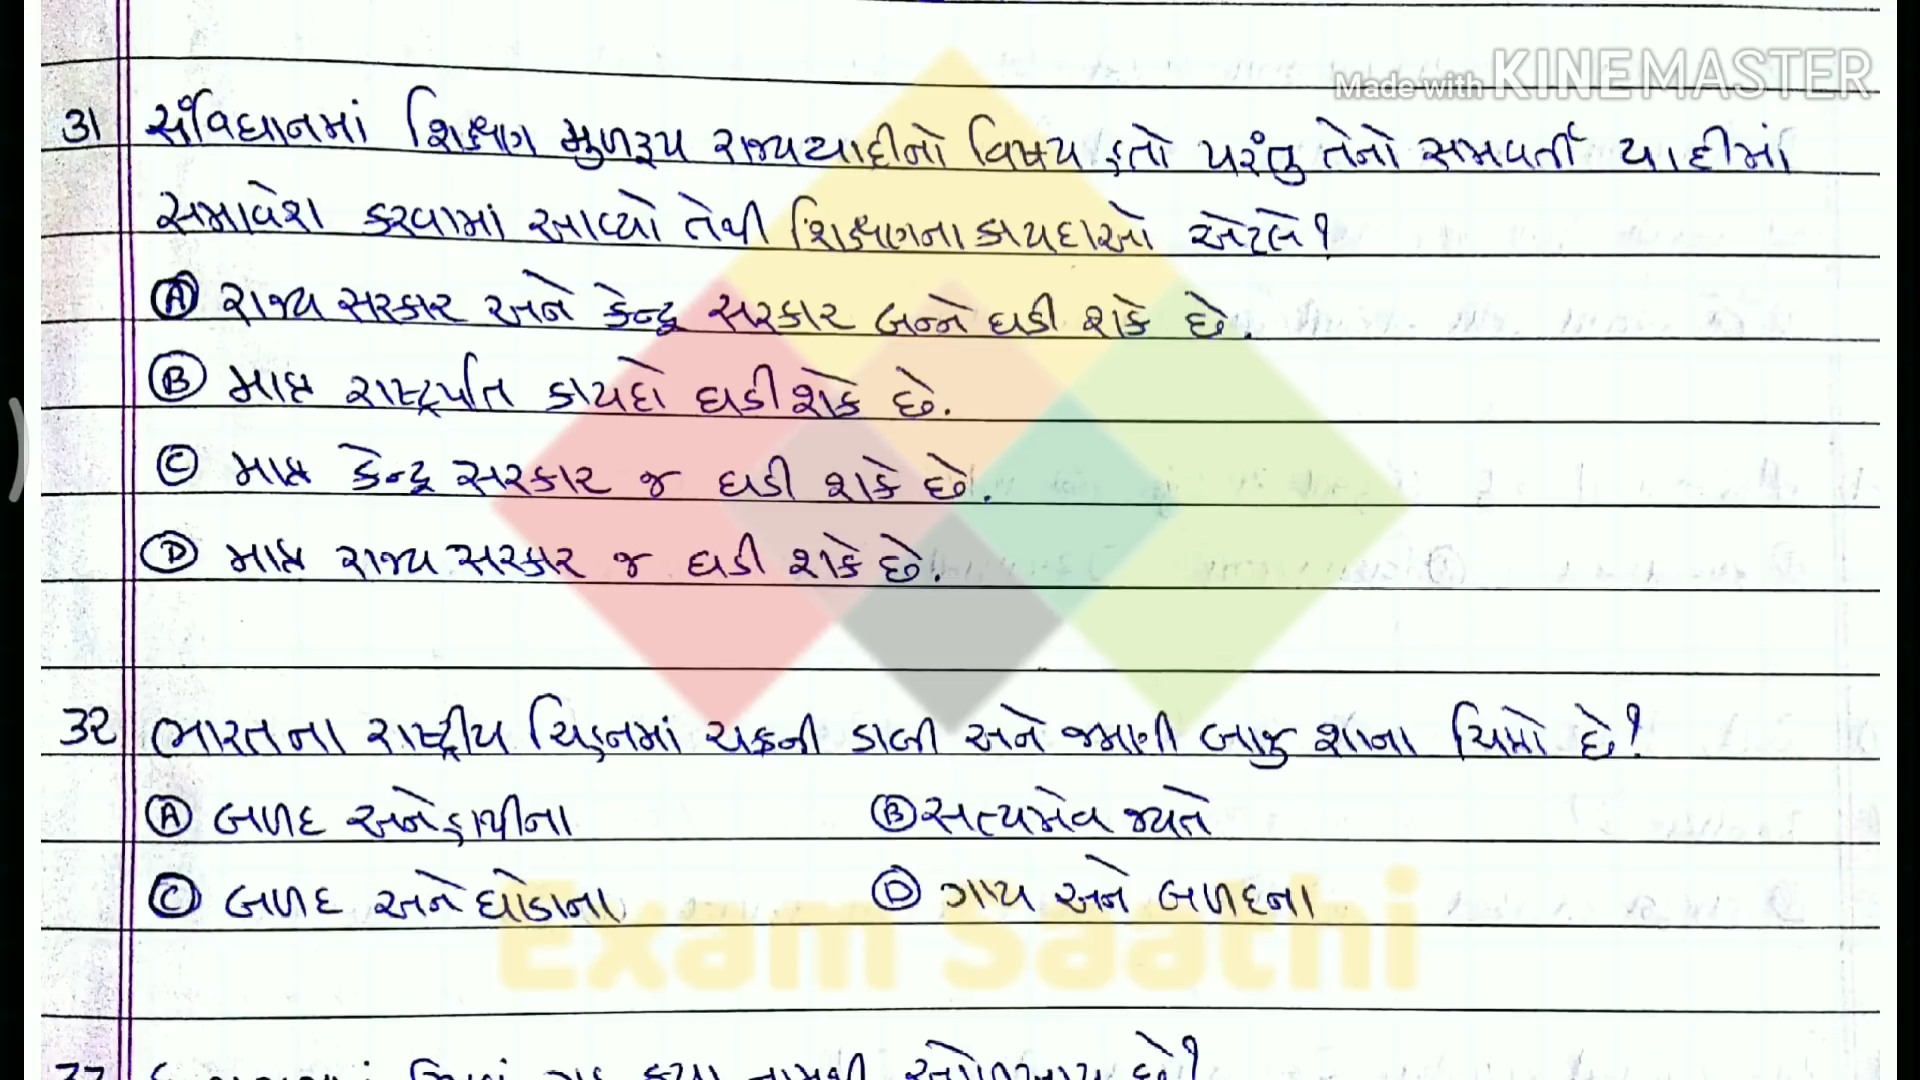 Made with KINEMASTER
31 સંવિધાનમાં શિક્ષણ મુળરૂપ રાજ્યયાદીનો વિષય હતો પરંતુ તેનો સમવર્તી યાદીમાં
સમાવેશ કરવામાં આવ્યો તેથી શિક્ષણના કાયદાઓ એટલે?
Ⓐ રાજ્ય સરકાર અને કેન્દ્ર સરકાર બન્ને ઘડી શકે છે.
Ⓑ માત્ર રાષ્ટ્રપતિ કાયદો ઘડી શકે છે.
Ⓒ માત્ર કેન્દ્ર સરકાર જ ઘડી શકે છે.
Ⓓ માત્ર રાજ્ય સરકાર જ ઘડી શકે છે.
32 ભારતના રાષ્ટ્રીય ચિહ્નમાં ચક્રની ડાબી અને જમણી બાજુ શાના ચિત્રો છે?
Ⓐ બળદ અને હાથીના Ⓑ સત્યમેવ જ્યતે
Ⓒ બળદ અને ઘોડાના Ⓓ ગાય અને બળદના
Exam Saathi